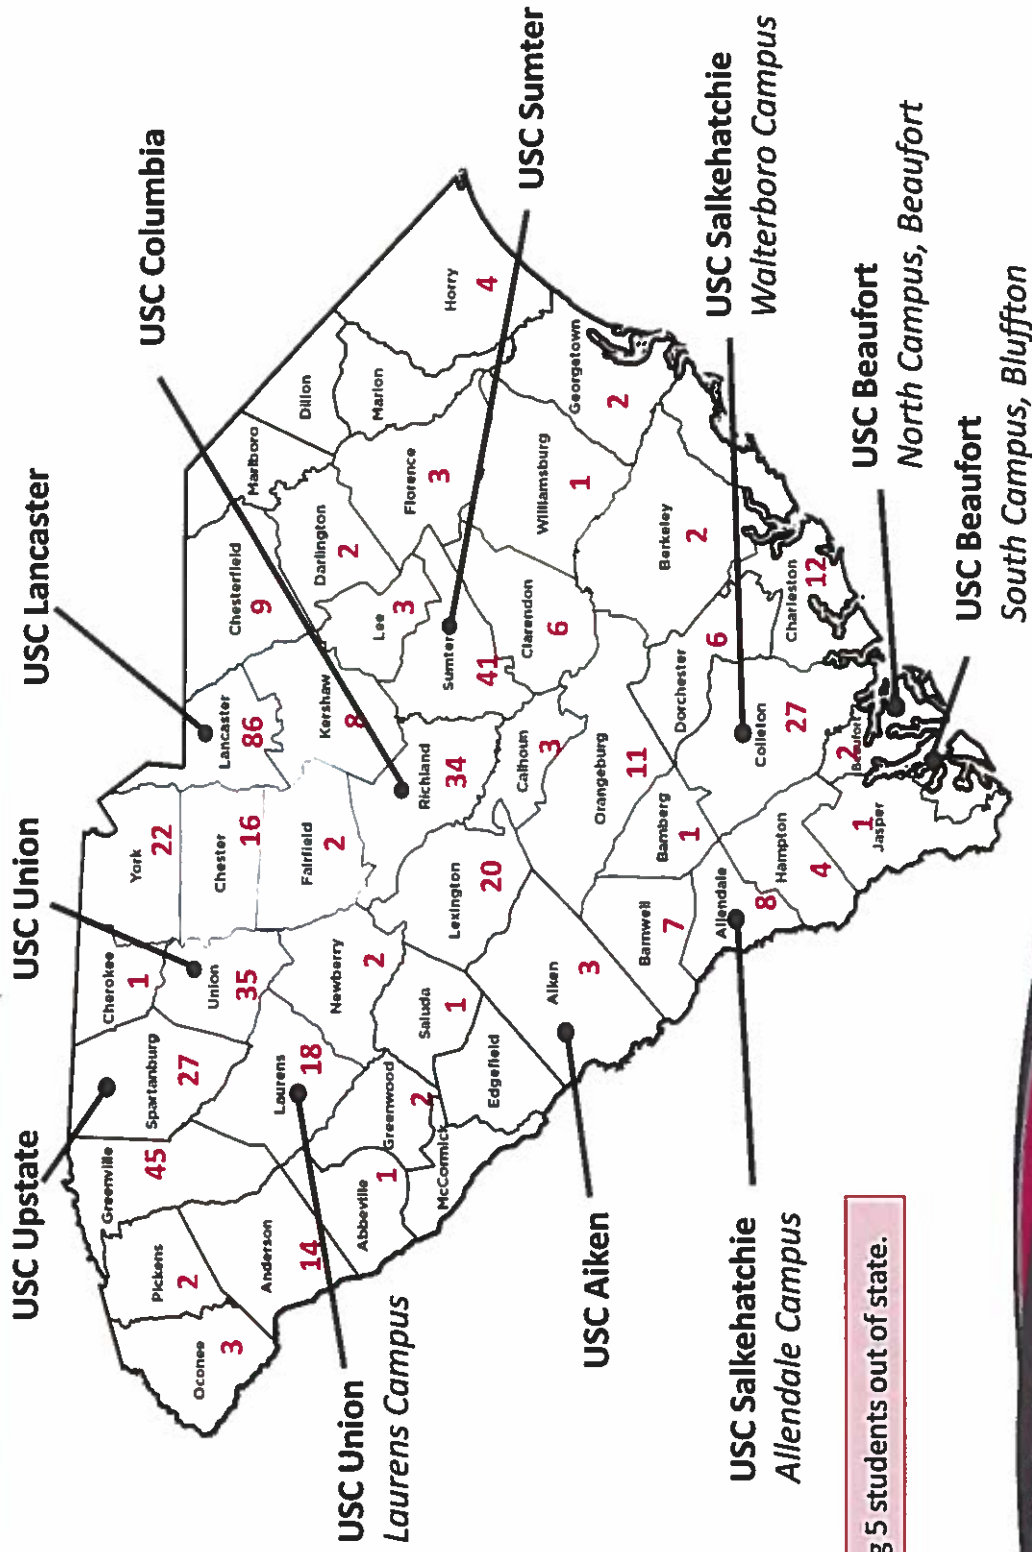 USC Upstate
USC Union
USC Lancaster
USC Columbia
USC Sumter
USC Salkehatchie
Walterboro Campus
USC Beaufort
North Campus, Beaufort
USC Beaufort
South Campus, Bluffton
USC Union
Laurens Campus
USC Aiken
USC Salkehatchie
Allendale Campus
Oconee
3
Pickens
2
Greenville
45
Anderson
14
Spartanburg
27
Cherokee
1
Union
35
Laurens
18
York
22
Chester
16
Lancaster
86
Chesterfield
9
Marlboro
Dillon
Marion
Darlington
2
Kershaw
8
Fairfield
2
Newberry
2
Abbeville
1
Greenwood
2
McCormick
Saluda
1
Edgefield
Lexington
20
Richland
34
Lee
3
Sumter
41
Florence
3
Horry
4
Georgetown
2
Williamsburg
1
Clarendon
6
Calhoun
3
Orangeburg
11
Aiken
3
Barnwell
7
Bamberg
1
Allendale
8
Hampton
4
Jasper
1
Beaufort
2
Colleton
27
Dorchester
6
Berkeley
2
Charleston
12
5 students out of state.